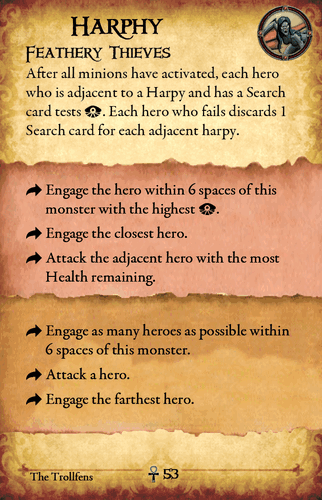 HARPHY
FEATHERY THIEVES
After all minions have activated, each hero
who is adjacent to a Harpy and has a Search
card tests . Each hero who fails discards 1
Search card for each adjacent harpy.
Engage the hero within 6 spaces of this
monster with the highest .
Engage the closest hero.
Attack the adjacent hero with the most
Health remaining.
Engage as many heroes as possible within
6 spaces of this monster.
Attack a hero.
Engage the farthest hero.
The Trollfens 53